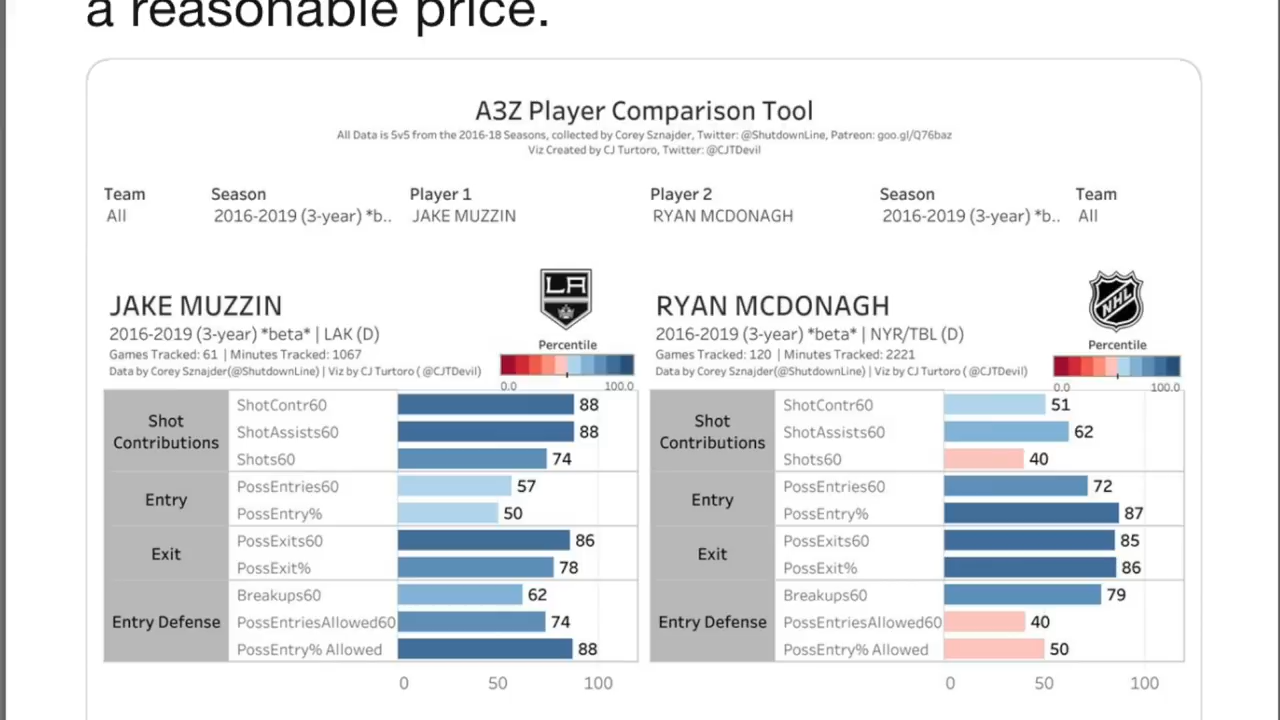 a reasonable price.
A3Z Player Comparison Tool
All Data is 5v5 from the 2016-18 Seasons, collected by Corey Sznajder, Twitter: @ShutdownLine, Patreon: goo.gl/Q76baz
Viz Created by CJ Turtoro, Twitter: @CJTDevil
Team Season Player 1 Player 2 Season Team
All 2016-2019 (3-year) *b.. JAKE MUZZIN RYAN MCDONAGH 2016-2019 (3-year) *b.. All
JAKE MUZZIN
LA
2016-2019 (3-year) *beta* | LAK (D)
Games Tracked: 61 | Minutes Tracked: 1067
Data by Corey Sznajder(@ShutdownLine) | Viz by CJ Turtoro ( @CJTDevil)
Percentile
0.0 100.0
Shot Contributions
ShotContr60 88
ShotAssists60 88
Shots60 74
Entry
PossEntries60 57
PossEntry% 50
Exit
PossExits60 86
PossExit% 78
Entry Defense
Breakups60 62
PossEntriesAllowed60 74
PossEntry% Allowed 88
0 50 100
RYAN MCDONAGH
NHL
2016-2019 (3-year) *beta* | NYR/TBL (D)
Games Tracked: 120 | Minutes Tracked: 2221
Data by Corey Sznajder(@ShutdownLine) | Viz by CJ Turtoro ( @CJTDevil)
Percentile
0.0 100.0
Shot Contributions
ShotContr60 51
ShotAssists60 62
Shots60 40
Entry
PossEntries60 72
PossEntry% 87
Exit
PossExits60 85
PossExit% 86
Entry Defense
Breakups60 79
PossEntriesAllowed60 40
PossEntry% Allowed 50
0 50 100